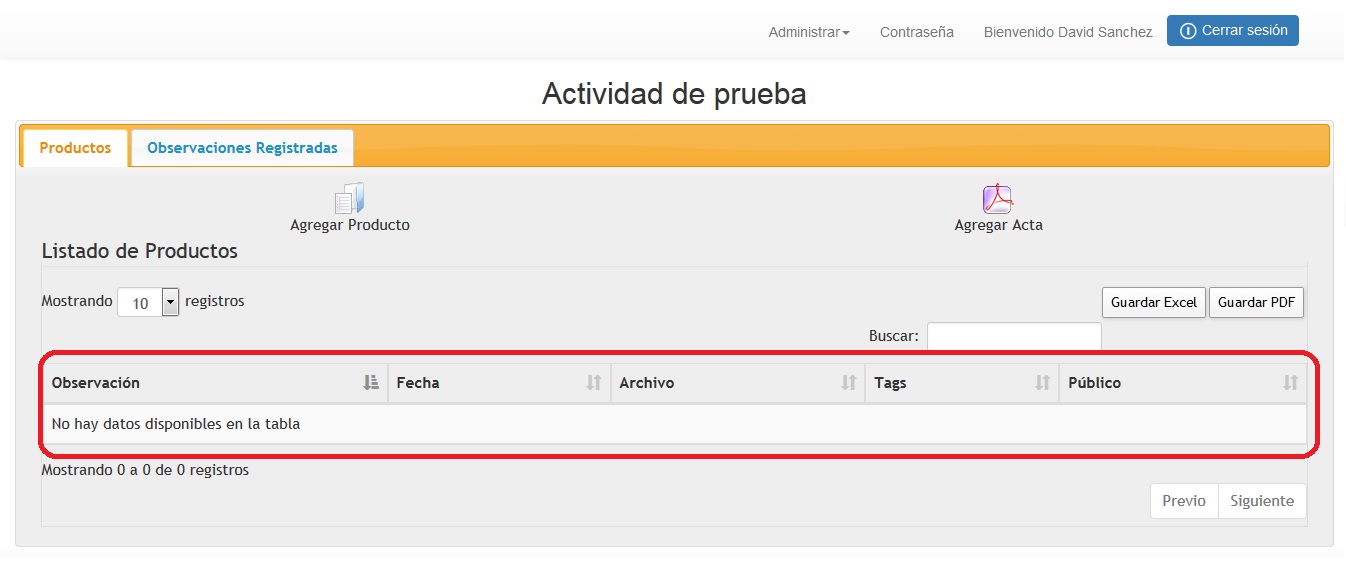 Administrar Contraseña Bienvenido David Sanchez Cerrar sesión
Actividad de prueba
Productos Observaciones Registradas
Agregar Producto Agregar Acta
Listado de Productos
Mostrando 10 registros Guardar Excel Guardar PDF
Buscar:
Observación Fecha Archivo Tags Público
No hay datos disponibles en la tabla
Mostrando 0 a 0 de 0 registros
Previo Siguiente